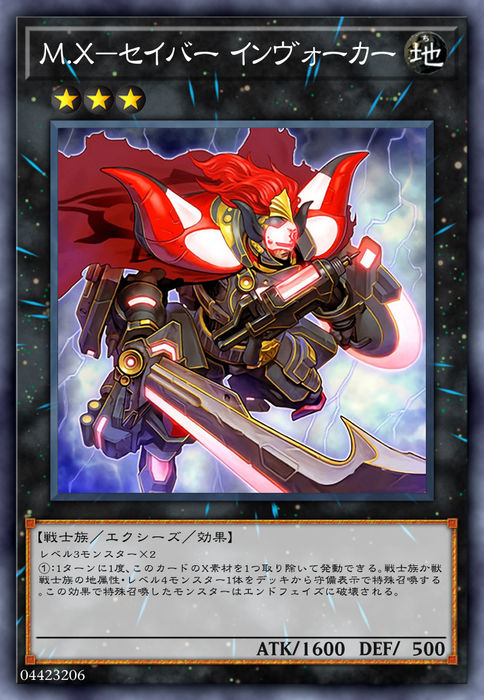 M.X－セイバー インヴォーカー
ち
地
【戦士族／エクシーズ／効果】
レベル3モンスター×2
①:1ターンに1度、このカードのX素材を1つ取り除いて発動できる。戦士族か獣
戦士族の地属性・レベル4モンスター1体をデッキから守備表示で特殊召喚する
。この効果で特殊召喚したモンスターはエンドフェイズに破壊される。
ATK/1600 DEF/ 500
04423206